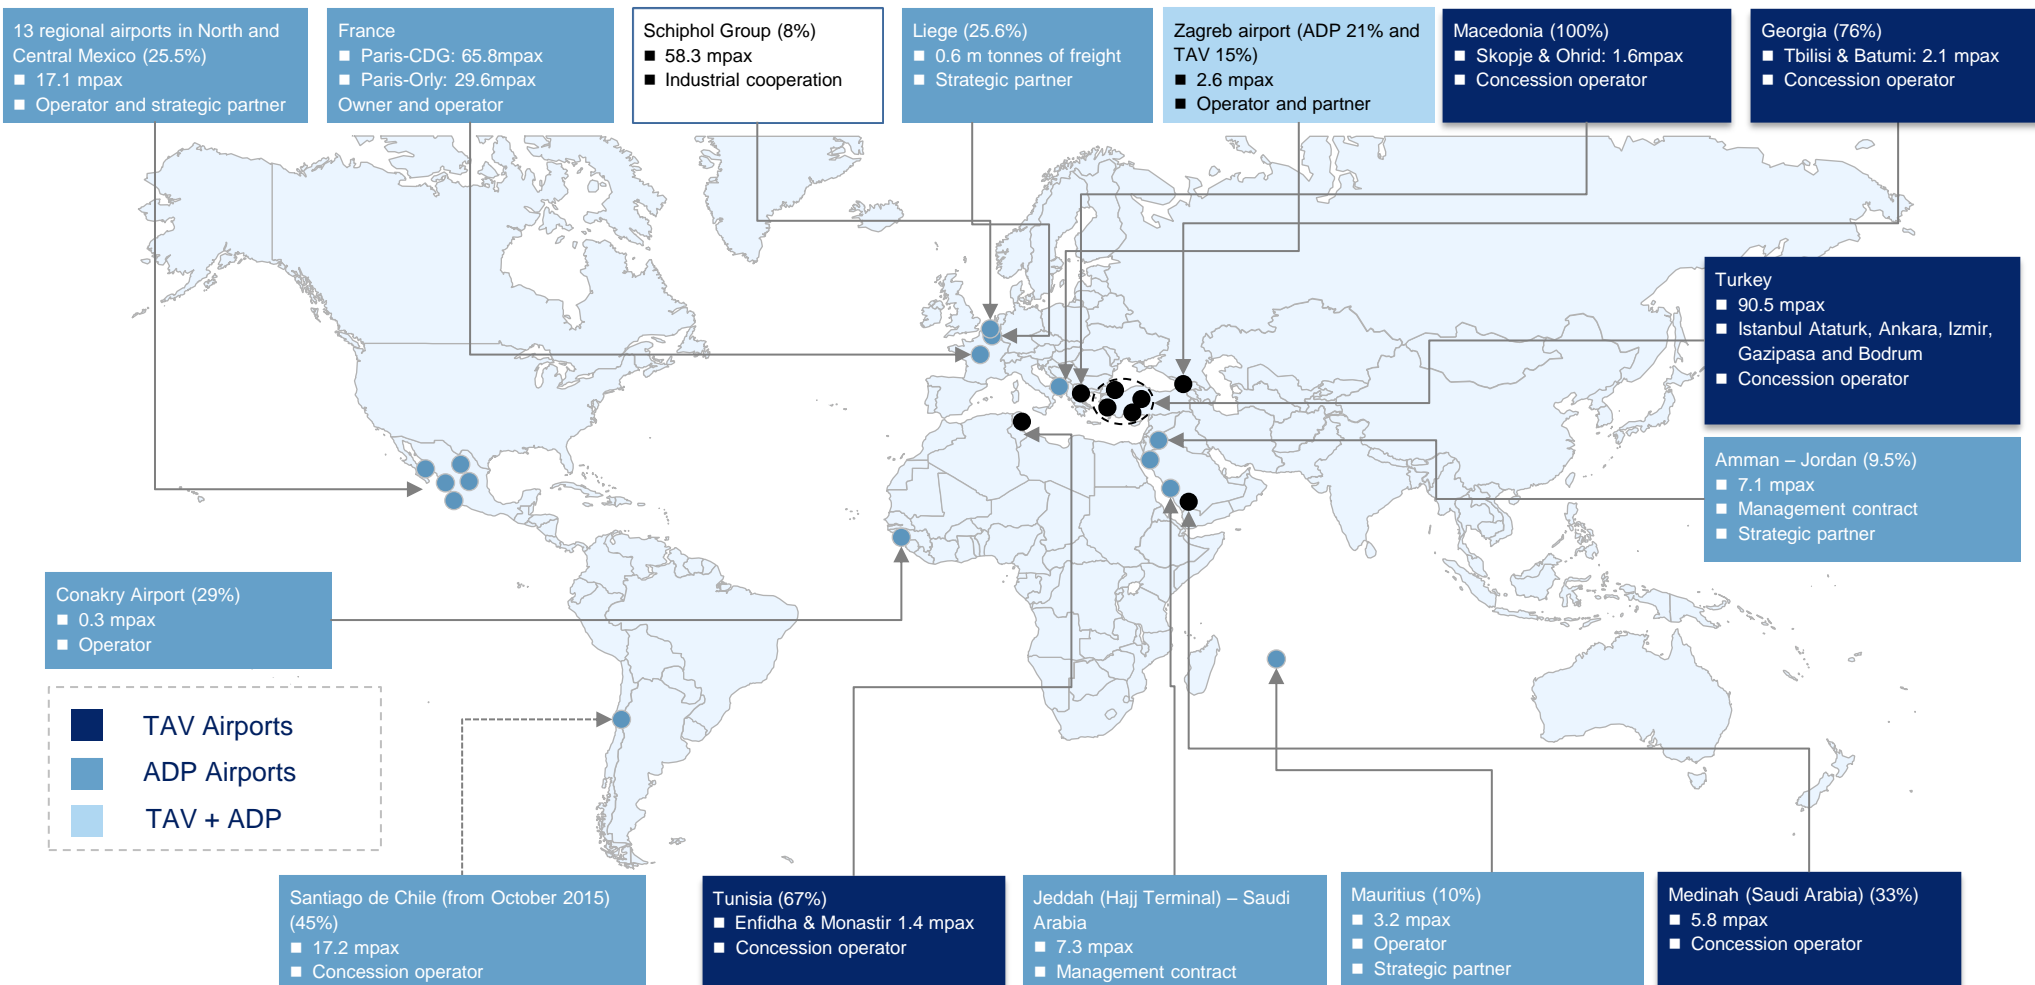 13 regional airports in North and
Central Mexico (25.5%)
17.1 mpax
Operator and strategic partner
France
Paris-CDG: 65.8mpax
Paris-Orly: 29.6mpax
Owner and operator
Schiphol Group (8%)
58.3 mpax
Industrial cooperation
Liege (25.6%)
0.6 m tonnes of freight
Strategic partner
Zagreb airport (ADP 21% and
TAV 15%)
2.6 mpax
Operator and partner
Macedonia (100%)
Skopje & Ohrid: 1.6mpax
Concession operator
Georgia (76%)
Tbilisi & Batumi: 2.1 mpax
Concession operator
Turkey
90.5 mpax
Istanbul Ataturk, Ankara, Izmir,
Gazipasa and Bodrum
Concession operator
Amman – Jordan (9.5%)
7.1 mpax
Management contract
Strategic partner
Conakry Airport (29%)
0.3 mpax
Operator
TAV Airports
ADP Airports
TAV + ADP
Santiago de Chile (from October 2015)
(45%)
17.2 mpax
Concession operator
Tunisia (67%)
Enfidha & Monastir 1.4 mpax
Concession operator
Jeddah (Hajj Terminal) – Saudi
Arabia
7.3 mpax
Management contract
Mauritius (10%)
3.2 mpax
Operator
Strategic partner
Medinah (Saudi Arabia) (33%)
5.8 mpax
Concession operator